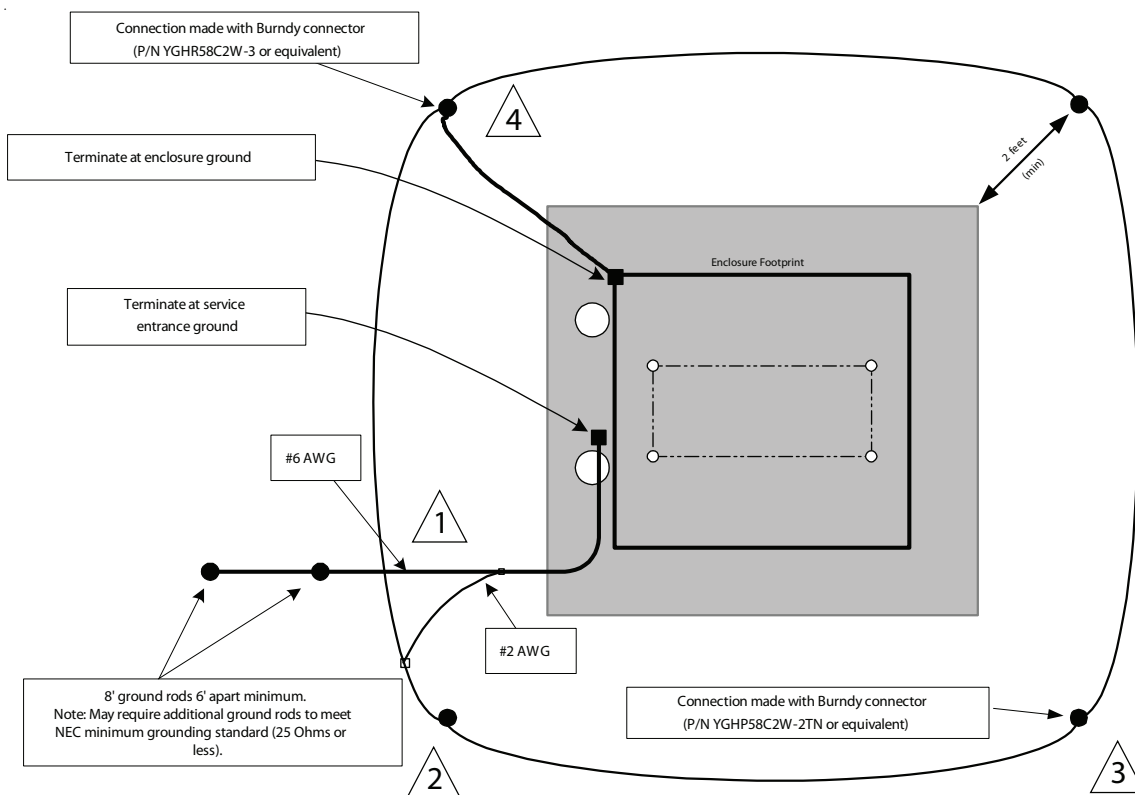 Connection made with Burndy connector
(P/N YGHR58C2W-3 or equivalent)
4
Terminate at enclosure ground
2 feet
(min)
Enclosure Footprint
Terminate at service
entrance ground
#6 AWG
1
#2 AWG
8' ground rods 6' apart minimum.
Note: May require additional ground rods to meet
NEC minimum grounding standard (25 Ohms or
less).
Connection made with Burndy connector
(P/N YGHP58C2W-2TN or equivalent)
2
3